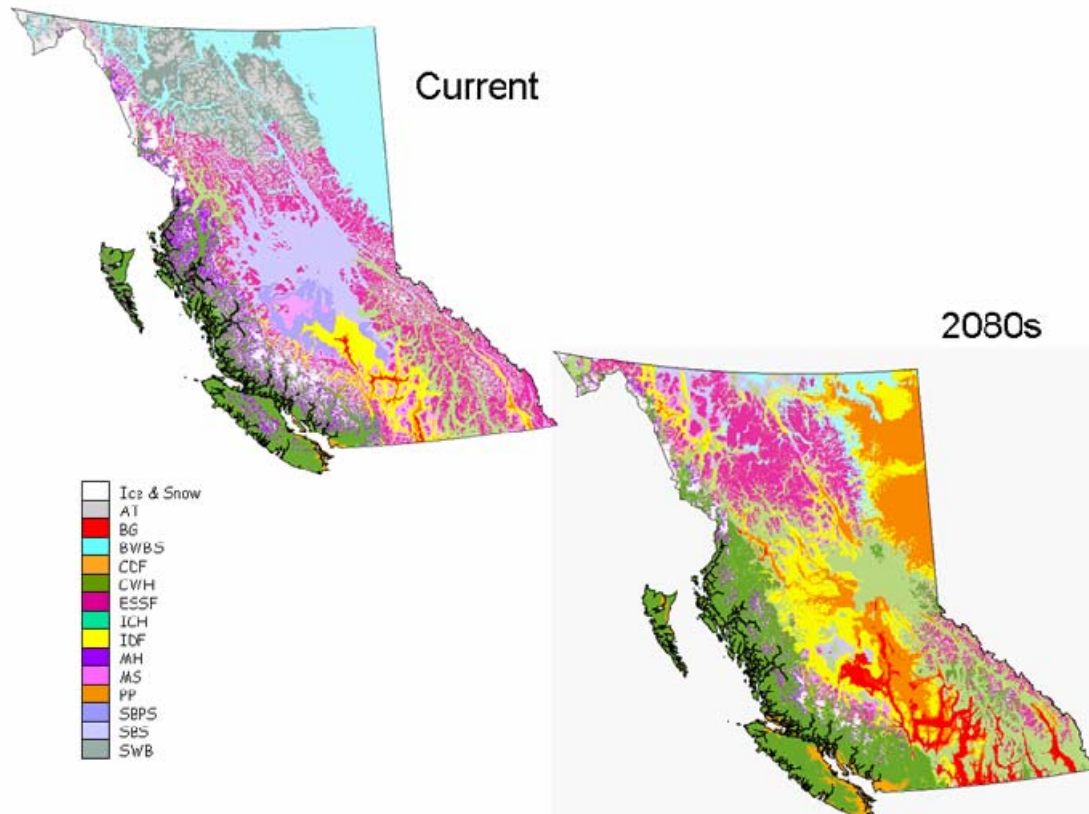 Current
2080s
Ice & Snow
AT
BG
BWBS
CDF
CWH
ESSF
ICH
IDF
MH
MS
PP
SBPS
SBS
SWB